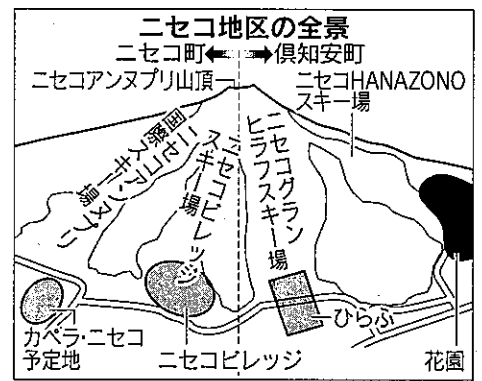 ニセコ地区の全景
ニセコ町 倶知安町
ニセコアンヌプリ山頂
ニセコHANAZONO
スキー場
ニセコアンヌプリ
国際スキー場
ニセコビレッジ
スキー場
ニセコグラン
ヒラフスキー場
ひらふ
カペラ・ニセコ
予定地
ニセコビレッジ
花園